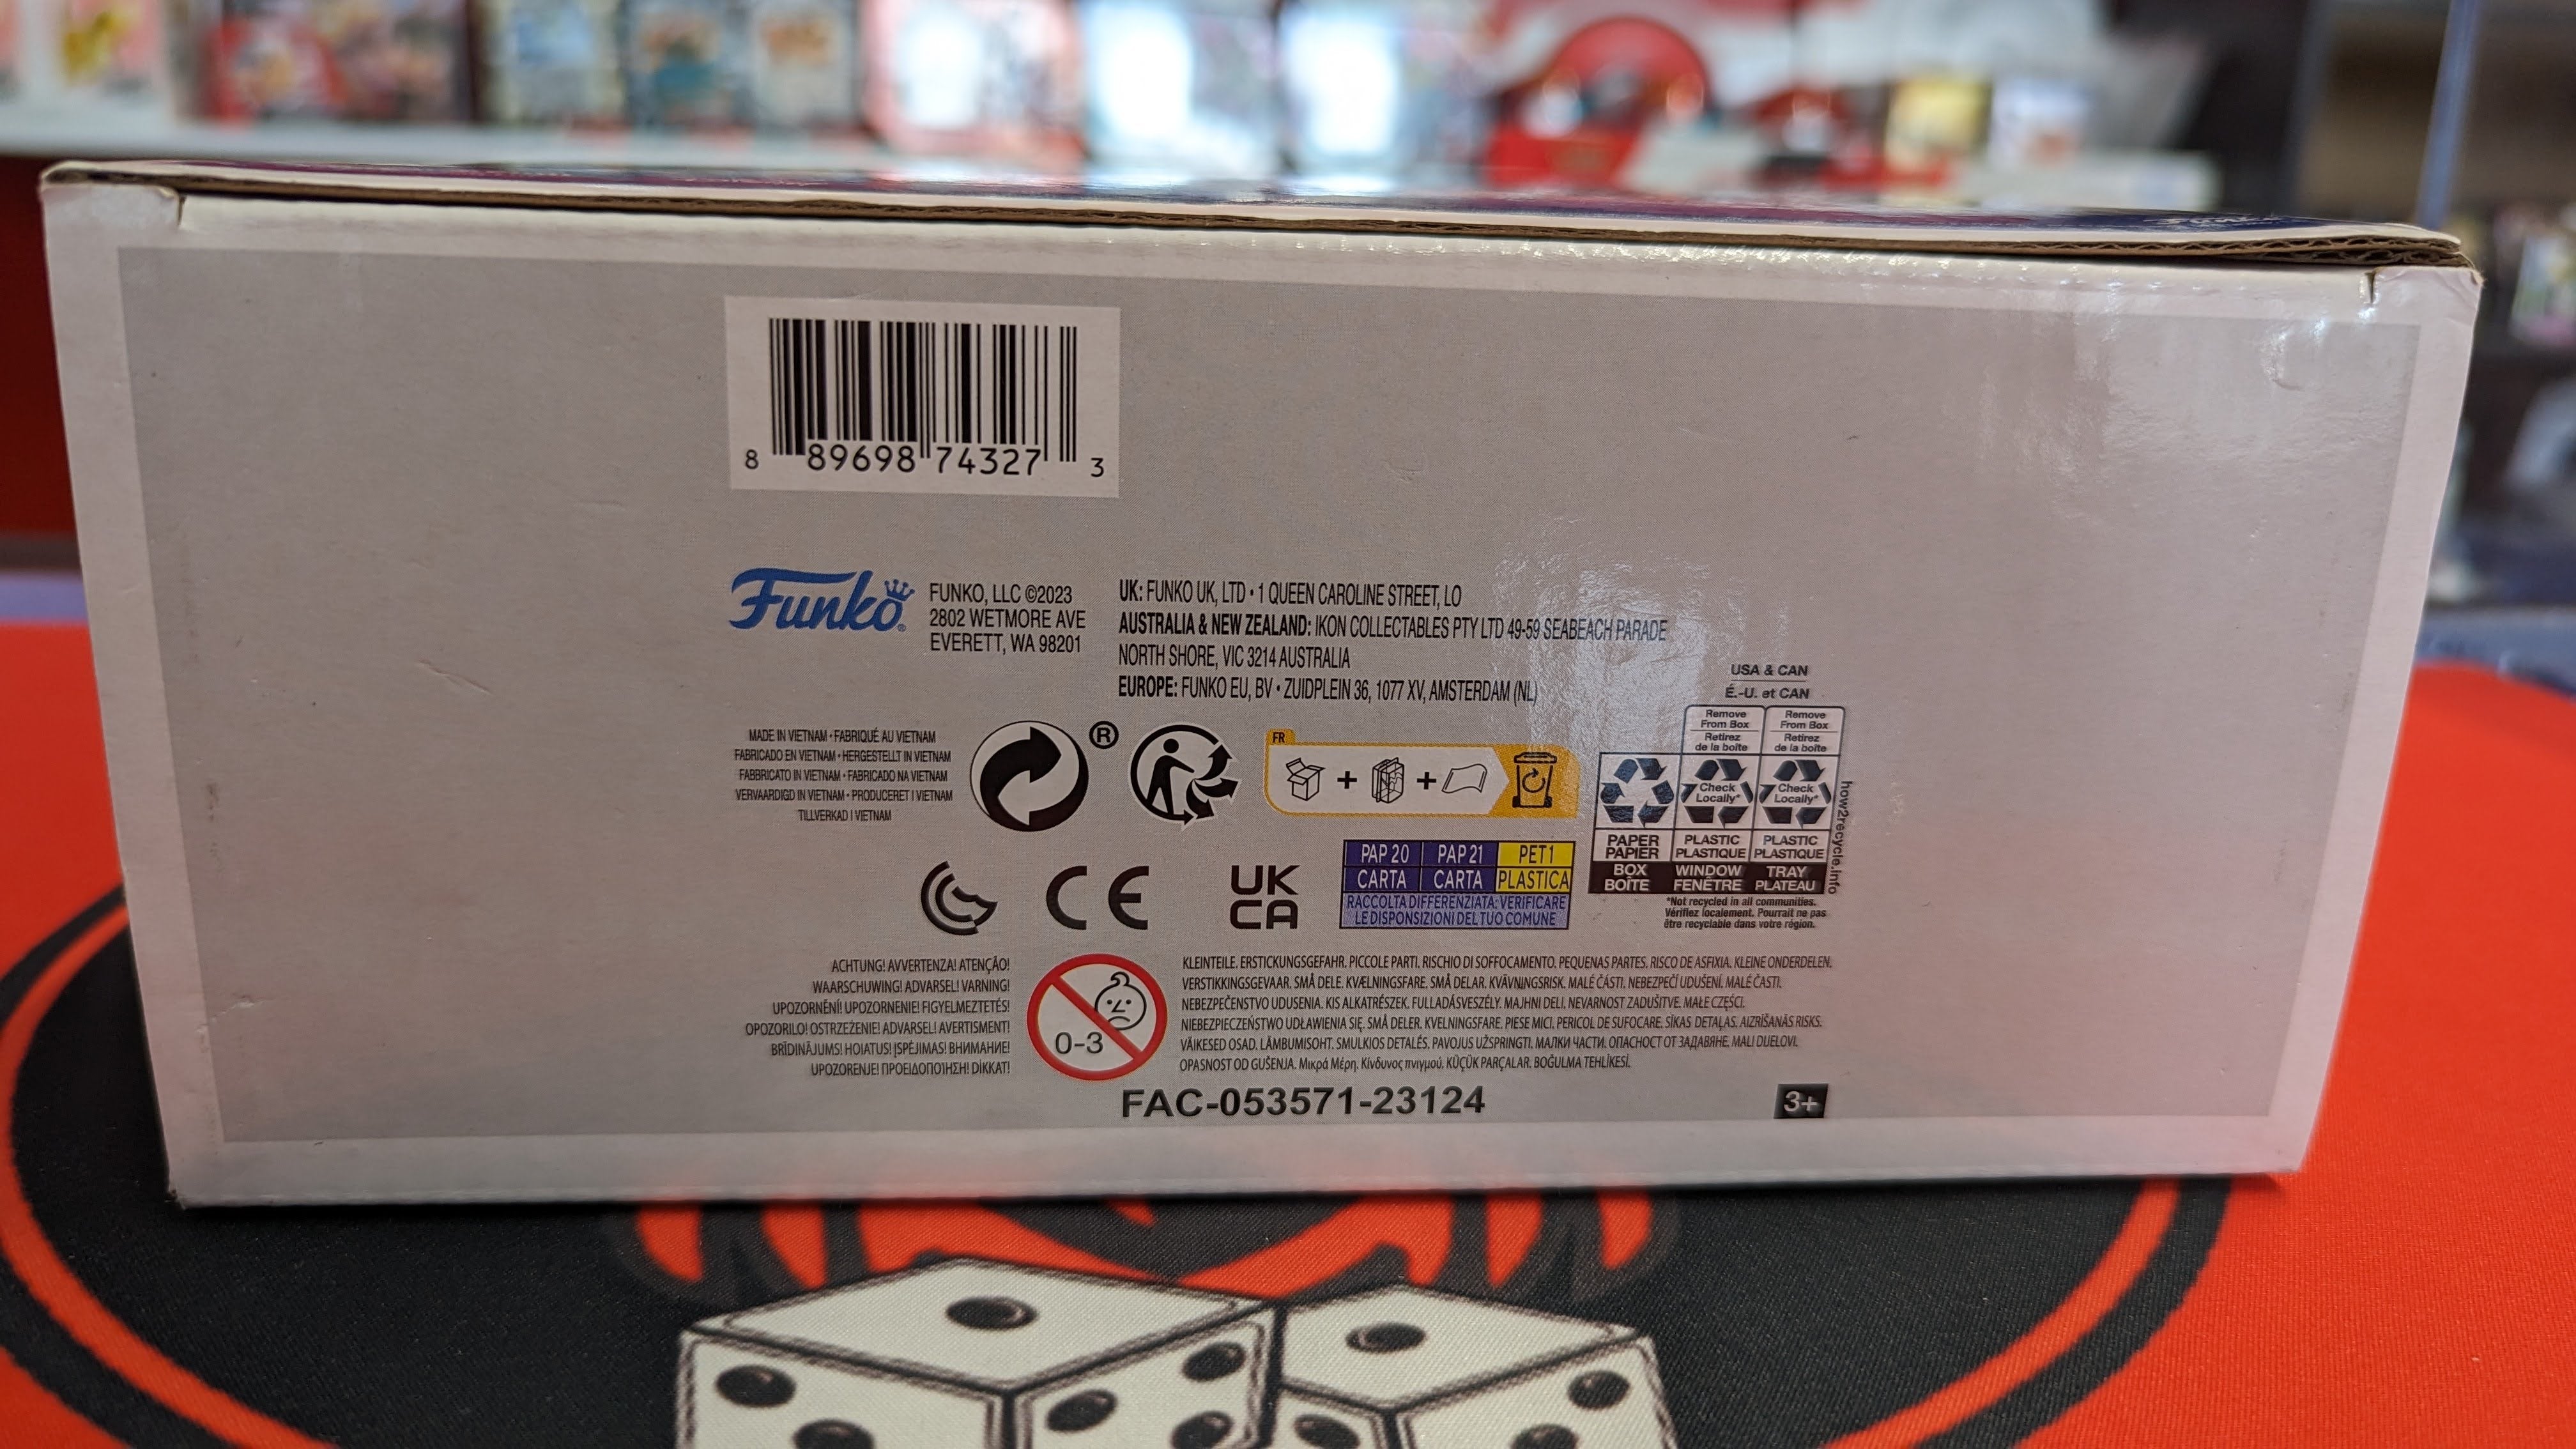 8 89698 74327 3
Funko
FUNKO, LLC ©2023
2802 WETMORE AVE
EVERETT, WA 98201
UK: FUNKO UK, LTD • 1 QUEEN CAROLINE STREET, LO
AUSTRALIA & NEW ZEALAND: IKON COLLECTABLES PTY LTD 49-59 SEABEACH PARADE
NORTH SHORE, VIC 3214 AUSTRALIA
EUROPE: FUNKO EU, BV • ZUIDPLEIN 36, 1077 XV, AMSTERDAM (NL)
MADE IN VIETNAM • FABRIQUÉ AU VIETNAM
FABRICADO EN VIETNAM • HERGESTELLT IN VIETNAM
FABBRICATO IN VIETNAM • FABRICADO NA VIETNAM
VERVAARDIGD IN VIETNAM • PRODUCERET I VIETNAM
TILLVERKAD I VIETNAM
®
FR
+ +
USA & CAN
É.-U. et CAN
Remove From Box
Retirez de la boîte
Remove From Box
Retirez de la boîte
Check Locally*
Check Locally*
PAPER PAPIER
PLASTIC PLASTIQUE
PLASTIC PLASTIQUE
BOX BOÎTE
WINDOW FENÊTRE
TRAY PLATEAU
how2recycle.info
*Not recycled in all communities.
Vérifiez localement. Pourrait ne pas
être recyclable dans votre région.
CE
UK
CA
PAP 20 PAP 21 PET 1
CARTA CARTA PLASTICA
RACCOLTA DIFFERENZIATA: VERIFICARE
LE DISPONSIZIONI DEL TUO COMUNE
ACHTUNG! AVVERTENZA! ATENÇÃO!
WAARSCHUWING! ADVARSEL! VARNING!
UPOZORNĚNÍ! UPOZORNENIE! FIGYELMEZTETÉS!
OPOZORILO! OSTRZEŻENIE! ADVARSEL! AVERTISMENT!
BRĪDINĀJUMS! HOIATUS! ĮSPĖJIMAS! ВНИМАНИЕ!
UPOZORENJE! ΠΡΟΕΙΔΟΠΟΊΗΣΗ! DİKKAT!
0-3
KLEINTEILE. ERSTICKUNGSGEFAHR. PICCOLE PARTI. RISCHIO DI SOFFOCAMENTO. PEQUENAS PARTES. RISCO DE ASFIXIA. KLEINE ONDERDELEN.
VERSTIKKINGSGEVAAR. SMÅ DELE. KVÆLNINGSFARE. SMÅ DELAR. KVÄVNINGSRISK. MALÉ ČÁSTI. NEBEZPEČÍ UDUŠENÍ. MALÉ ČASTI.
NEBEZPEČENSTVO UDUSENIA. KIS ALKATRÉSZEK. FULLADÁSVESZÉLY. MAJHNI DELI. NEVARNOST ZADUŠITVE. MAŁE CZĘŚCI.
NIEBEZPIECZEŃSTWO UDŁAWIENIA SIĘ. SMÅ DELER. KVELNINGSFARE. PIESE MICI. PERICOL DE SUFOCARE. SĪKAS DETAĻAS. AIZRĪŠANĀS RISKS.
VÄIKESED OSAD. LÄMBUMISOHT. SMULKIOS DETALĖS. PAVOJUS UŽSPRINGTI. МАЛКИ ЧАСТИ. ОПАСНОСТ ОТ ЗАДАВЯНЕ. MALI DIJELOVI.
OPASNOST OD GUŠENJA. Μικρά Μέρη. Κίνδυνος πνιγμού. KÜÇÜK PARÇALAR. BOĞULMA TEHLİKESİ.
FAC-053571-23124
3+